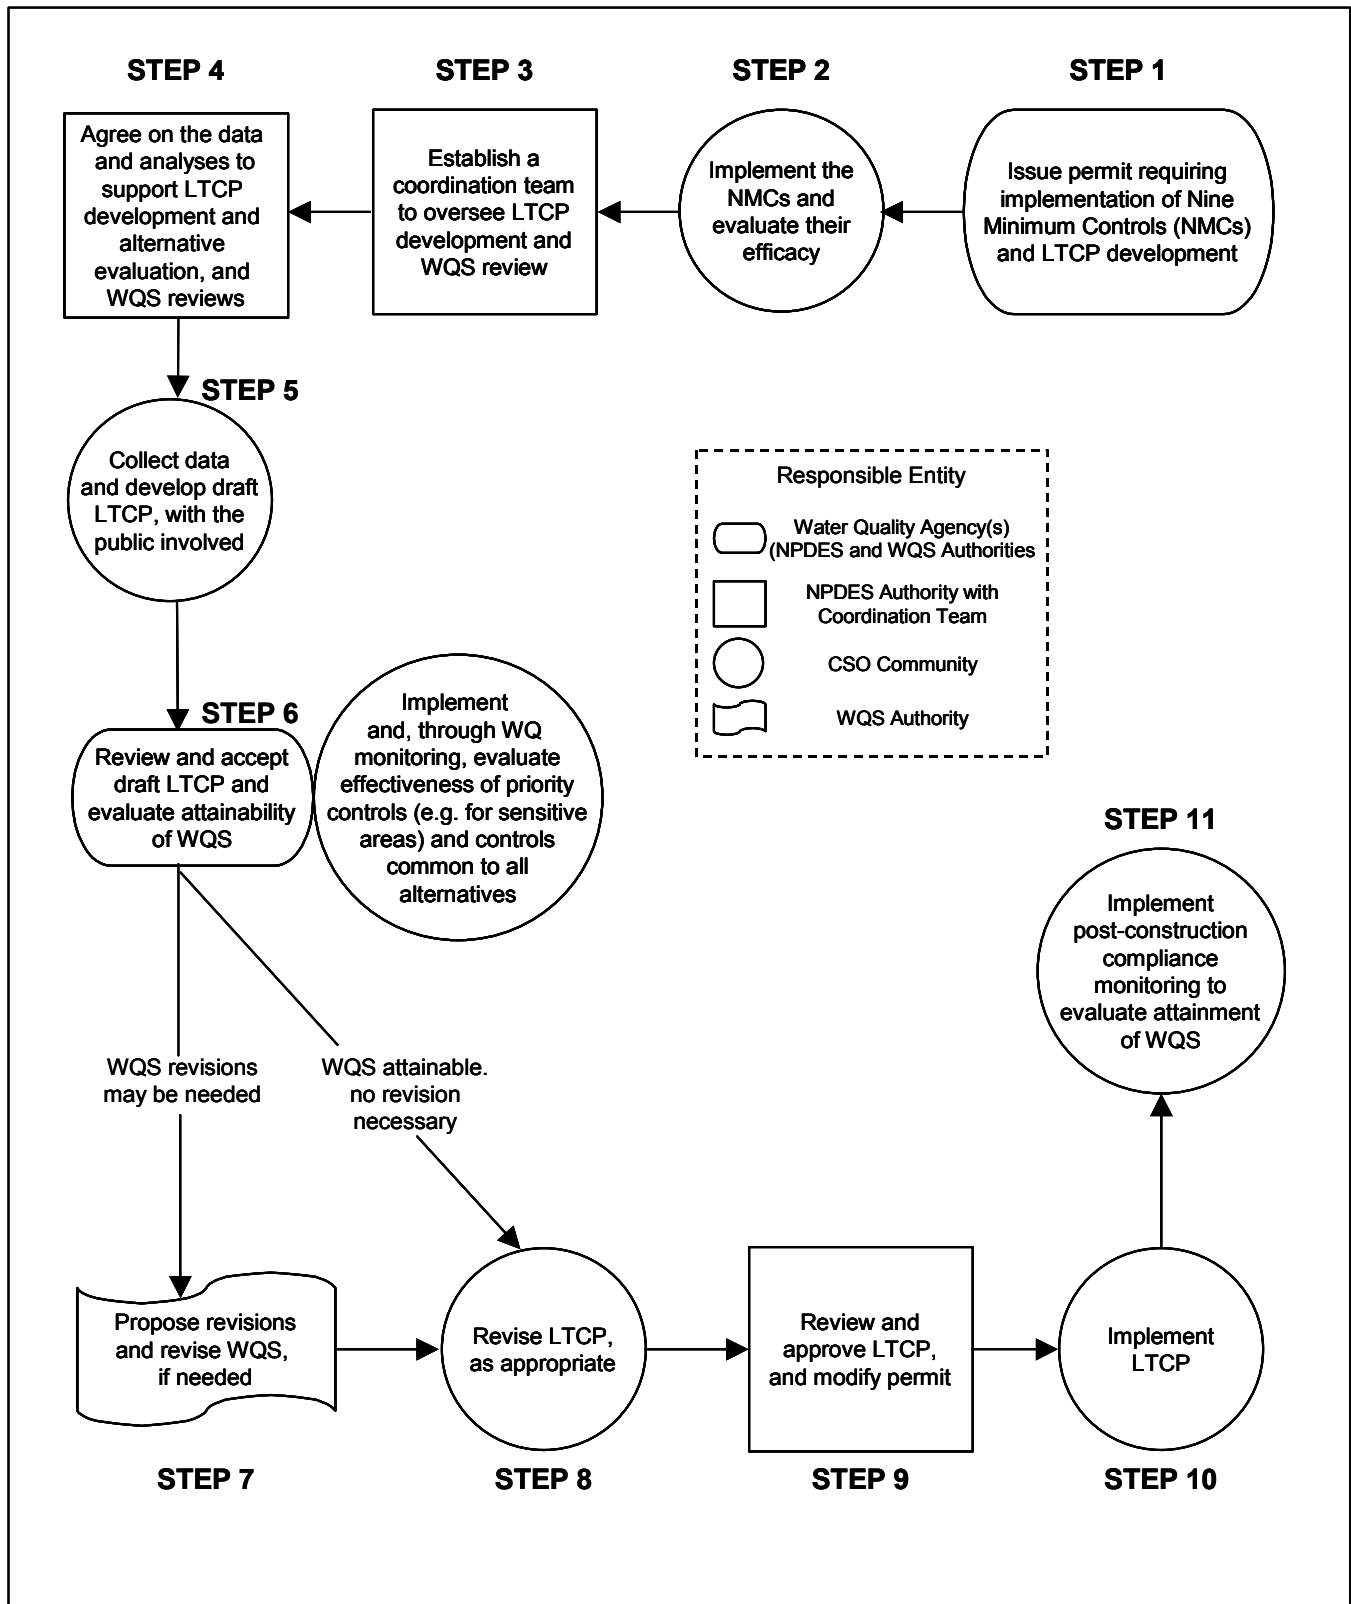 STEP 4
STEP 3
STEP 2
STEP 1
Agree on the data
and analyses to
support LTCP
development and
alternative
evaluation, and
WQS reviews
Establish a
coordination team
to oversee LTCP
development and
WQS review
Implement the
NMCs and
evaluate their
efficacy
Issue permit requiring
implementation of Nine
Minimum Controls (NMCs)
and LTCP development
STEP 5
Collect data
and develop draft
LTCP, with the
public involved
Responsible Entity
Water Quality Agency(s)
(NPDES and WQS Authorities
NPDES Authority with
Coordination Team
CSO Community
WQS Authority
STEP 6
Review and accept
draft LTCP and
evaluate attainability
of WQS
Implement
and, through WQ
monitoring, evaluate
effectiveness of priority
controls (e.g. for sensitive
areas) and controls
common to all
alternatives
WQS revisions
may be needed
WQS attainable.
no revision
necessary
STEP 11
Implement
post-construction
compliance
monitoring to
evaluate attainment
of WQS
Propose revisions
and revise WQS,
if needed
Revise LTCP,
as appropriate
Review and
approve LTCP,
and modify permit
Implement
LTCP
STEP 7
STEP 8
STEP 9
STEP 10